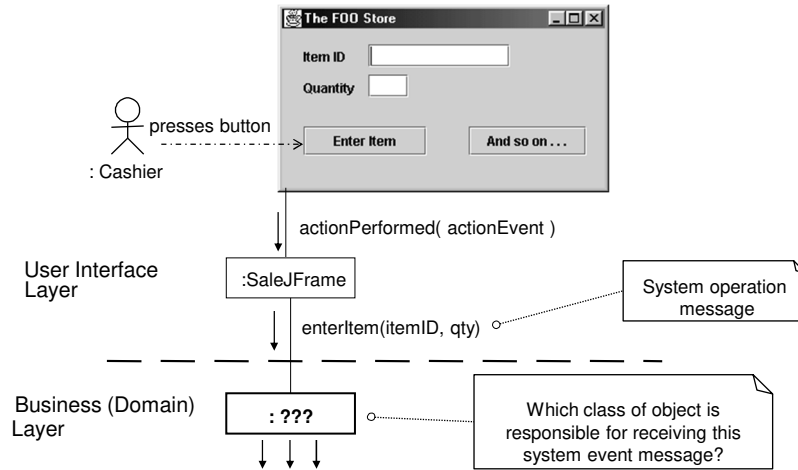 The FOO Store
Item ID
Quantity
Enter Item
And so on . . .
presses button
: Cashier
actionPerformed( actionEvent )
User Interface
Layer
:SaleJFrame
System operation
message
enterItem(itemID, qty)
Business (Domain)
Layer
: ???
Which class of object is
responsible for receiving this
system event message?